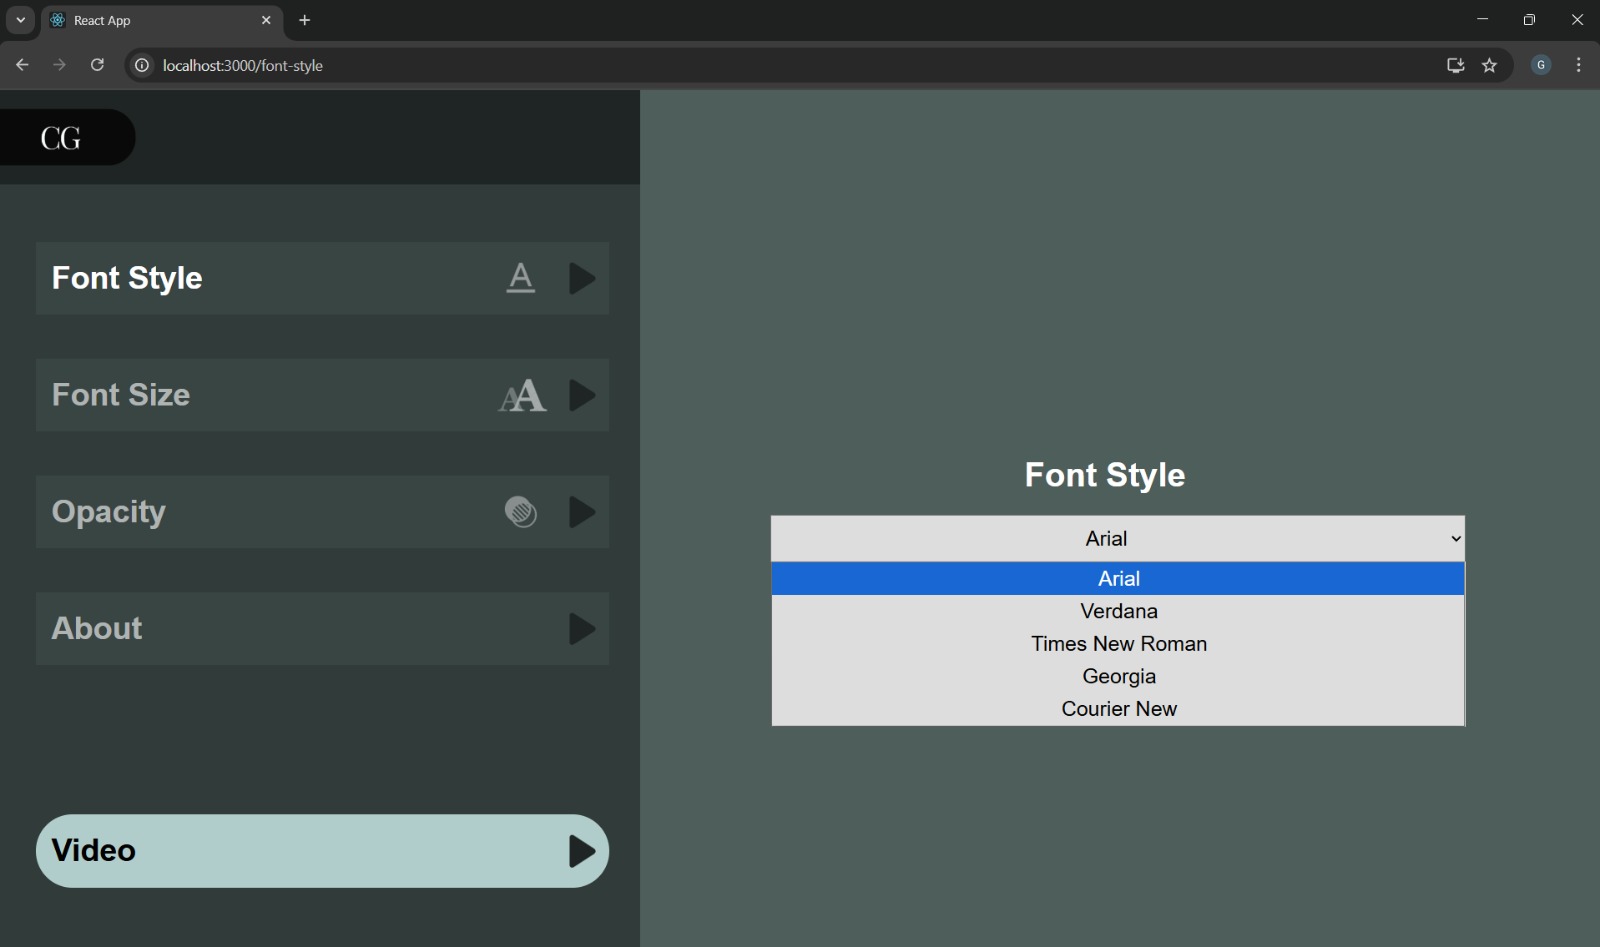 React App
localhost:3000/font-style
G
CG
Font Style
A
Font Size
AA
Opacity
About
Video
Font Style
Arial
Arial
Verdana
Times New Roman
Georgia
Courier New